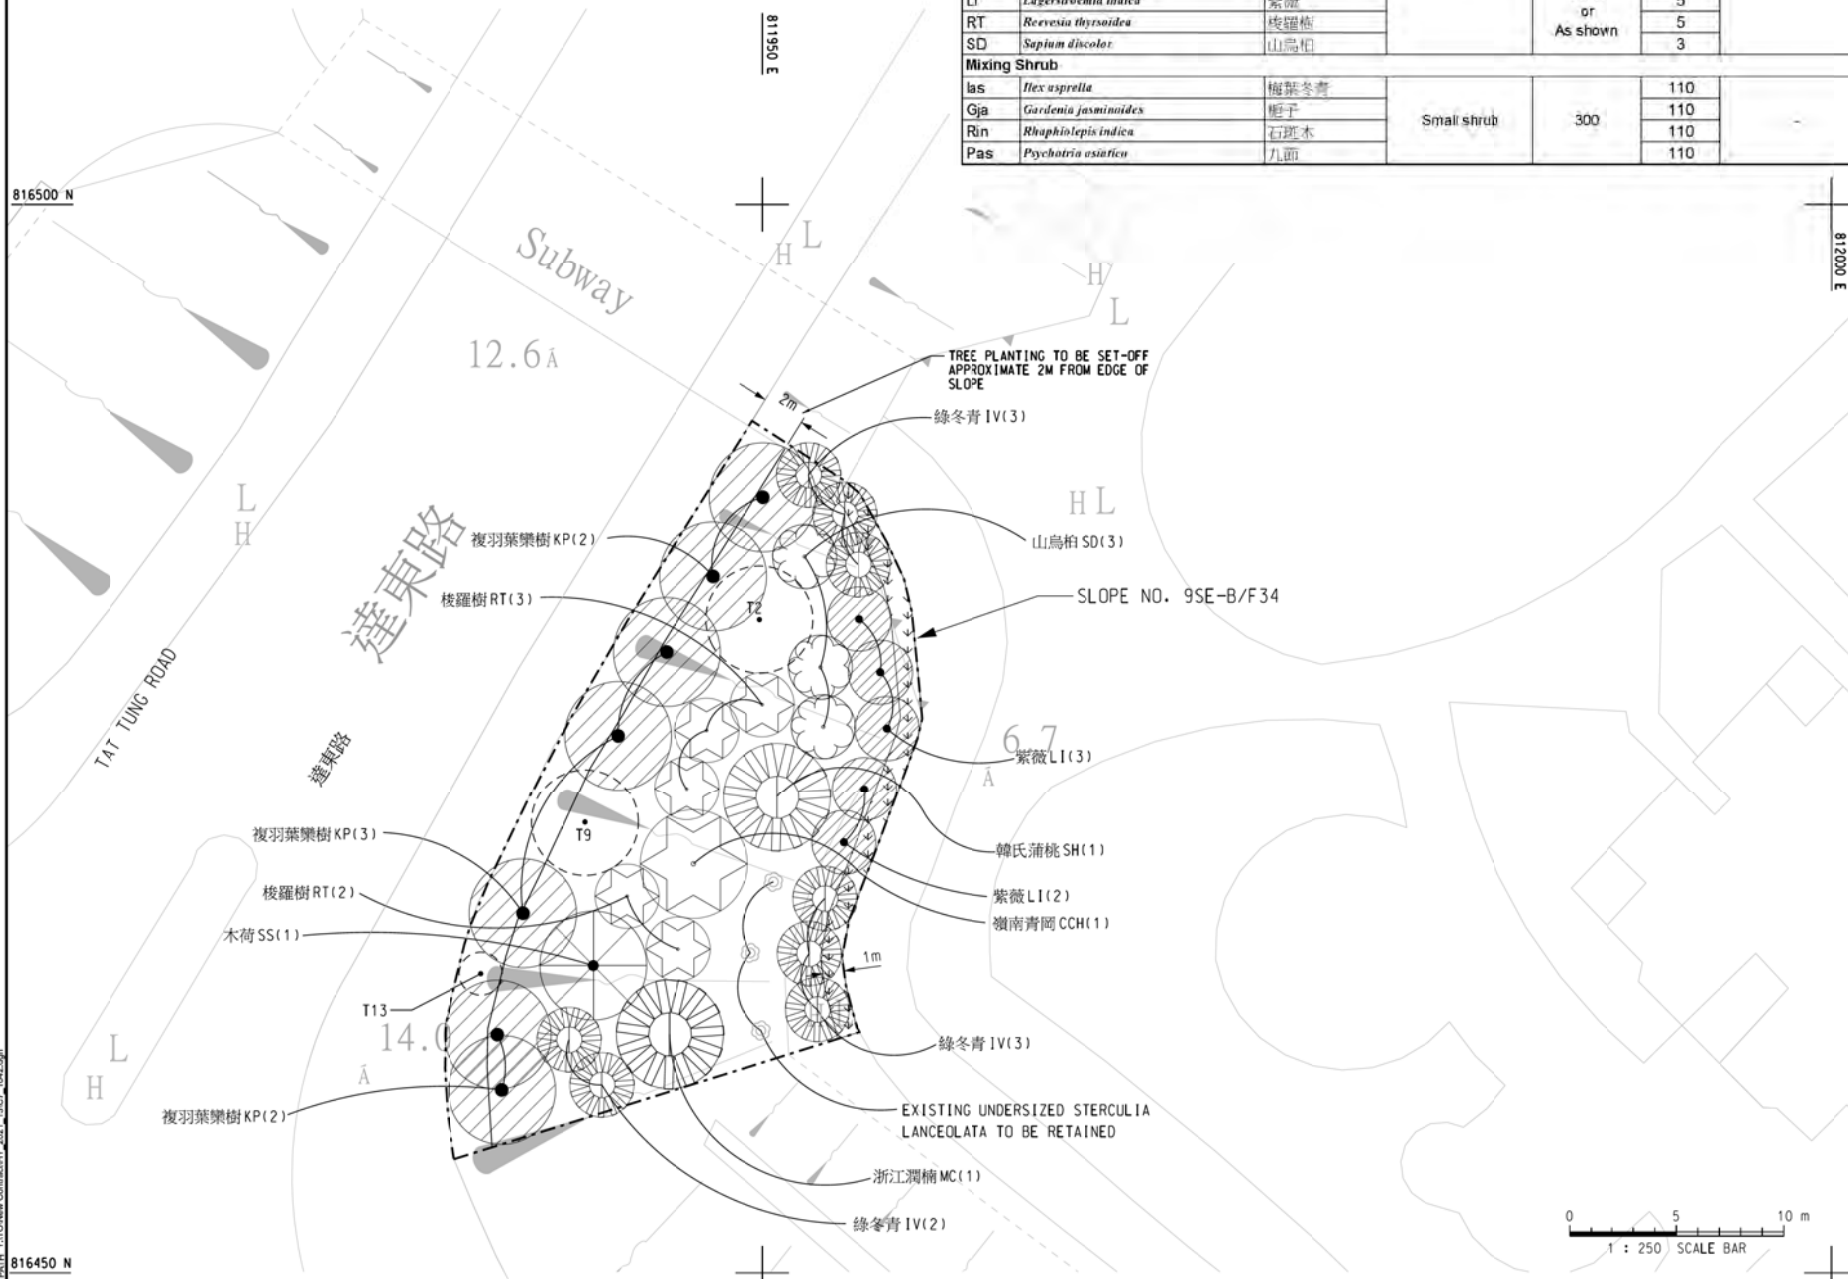 LI Lagerstroemia indica 紫薇 5
RT Reevesia thyrsoidea 梭羅樹 or As shown 5
SD Sapium discolor 山烏桕 3
Mixing Shrub
Ias Ilex asprella 梅葉冬青 110
Gja Gardenia jasminoides 梔子 Small shrub 300 110 -
Rin Rhaphiolepis indica 石斑木 110
Pas Psychotria asiatica 九節 110
811950 E
816500 N
812000 E
Subway
H L
H
L
12.6
TREE PLANTING TO BE SET-OFF
APPROXIMATE 2M FROM EDGE OF
SLOPE
2m
綠冬青 IV(3)
L
H
H L
達東路
複羽葉欒樹 KP(2)
山烏桕 SD(3)
梭羅樹 RT(3)
T2
SLOPE NO. 9SE-B/F34
TAT TUNG ROAD
達東路
6.7
紫薇 LI(3)
T9
複羽葉欒樹 KP(3)
韓氏蒲桃 SH(1)
梭羅樹 RT(2)
紫薇 LI(2)
嶺南青岡 CCH(1)
木荷 SS(1)
1m
T13
14.0
L
H
綠冬青 IV(3)
複羽葉欒樹 KP(2)
EXISTING UNDERSIZED STERCULIA
LANCEOLATA TO BE RETAINED
浙江潤楠 MC(1)
綠冬青 IV(2)
0 5 10 m
1 : 250 SCALE BAR
816450 N